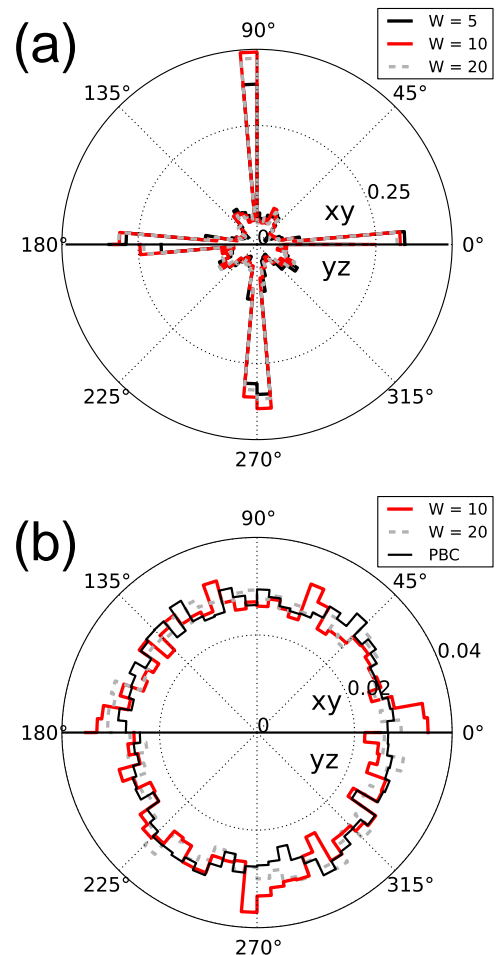 (a)
90°
W = 5
W = 10
W = 20
135°
45°
0.25
xy
180°
0
0°
yz
225°
315°
270°
(b)
90°
W = 10
W = 20
PBC
135°
45°
0.04
0.02
xy
180°
0
0°
yz
225°
315°
270°